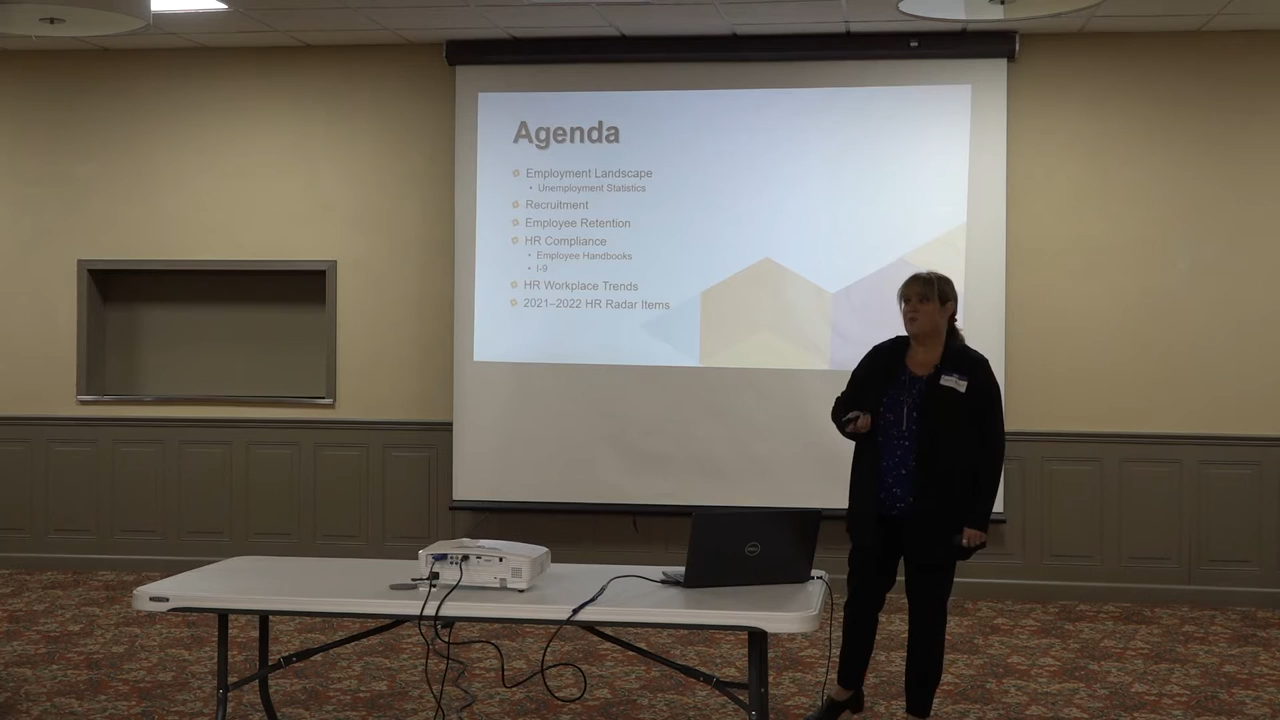 Agenda
Employment Landscape
Unemployment Statistics
Recruitment
Employee Retention
HR Compliance
Employee Handbooks
I-9
HR Workplace Trends
2021–2022 HR Radar Items
DELL